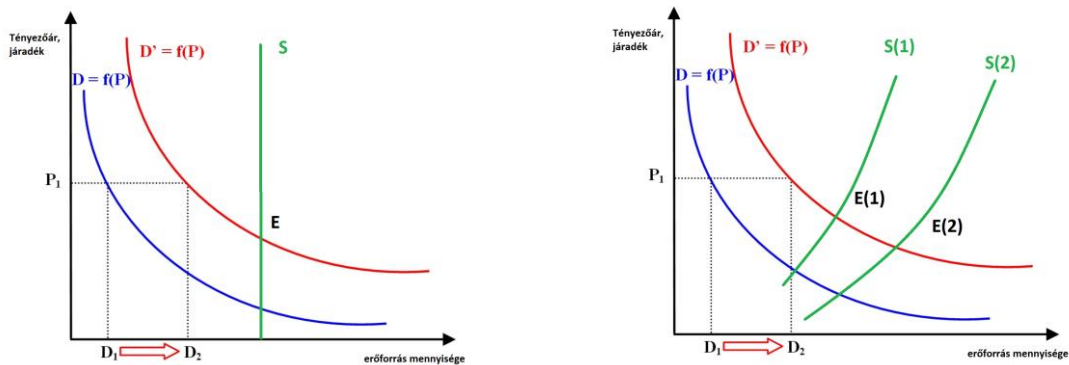 Tényezőár,
járadék
D' = f(P)
S
D = f(P)
P₁
E
D₁
D₂
erőforrás mennyisége
Tényezőár,
járadék
D' = f(P)
S(1)
S(2)
D = f(P)
P₁
E(1)
E(2)
D₁
D₂
erőforrás mennyisége